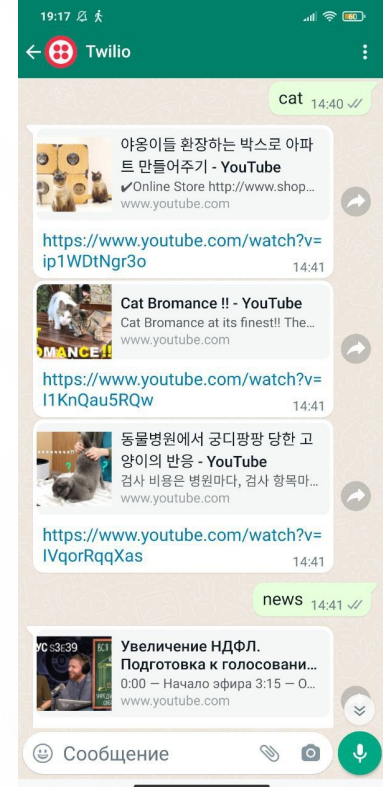 19:17
60
Twilio
cat 14:40
야옹이들 환장하는 박스로 아파
트 만들어주기 - YouTube
✔Online Store http://www.shop...
www.youtube.com
https://www.youtube.com/watch?v=
ip1WDtNgr3o
14:41
Cat Bromance !! - YouTube
Cat Bromance at its finest!! The...
www.youtube.com
MANCE!!
https://www.youtube.com/watch?v=
I1KnQau5RQw
14:41
동물병원에서 궁디팡팡 당한 고
양이의 반응 - YouTube
검사 비용은 병원마다, 검사 항목마...
www.youtube.com
https://www.youtube.com/watch?v=
IVqorRqqXas
14:41
news 14:41
УС S3E39
ВСЯ
Увеличение НДФЛ.
Подготовка к голосовани...
0:00 — Начало эфира 3:15 — О...
www.youtube.com
Сообщение